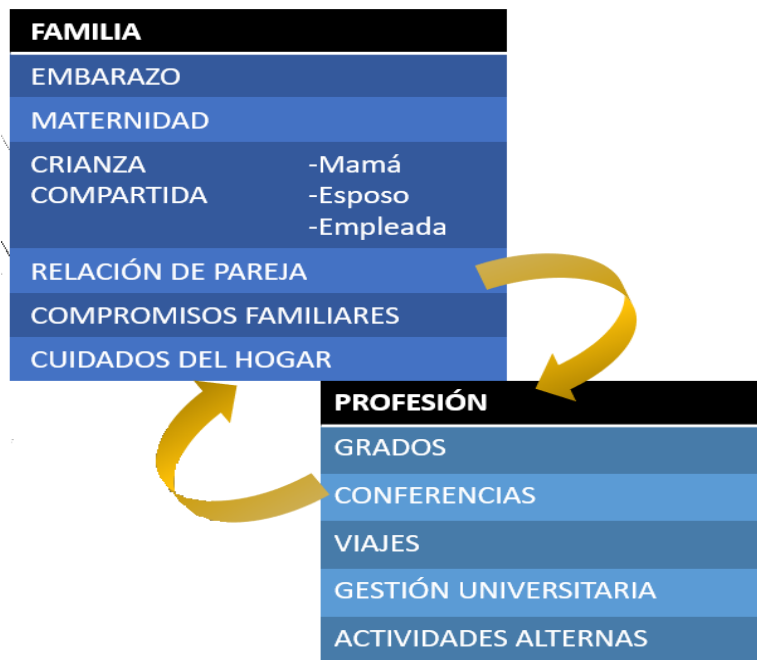 FAMILIA
EMBARAZO
MATERNIDAD
CRIANZA -Mamá
COMPARTIDA -Esposo
-Empleada
RELACIÓN DE PAREJA
COMPROMISOS FAMILIARES
CUIDADOS DEL HOGAR
PROFESIÓN
GRADOS
CONFERENCIAS
VIAJES
GESTIÓN UNIVERSITARIA
ACTIVIDADES ALTERNAS